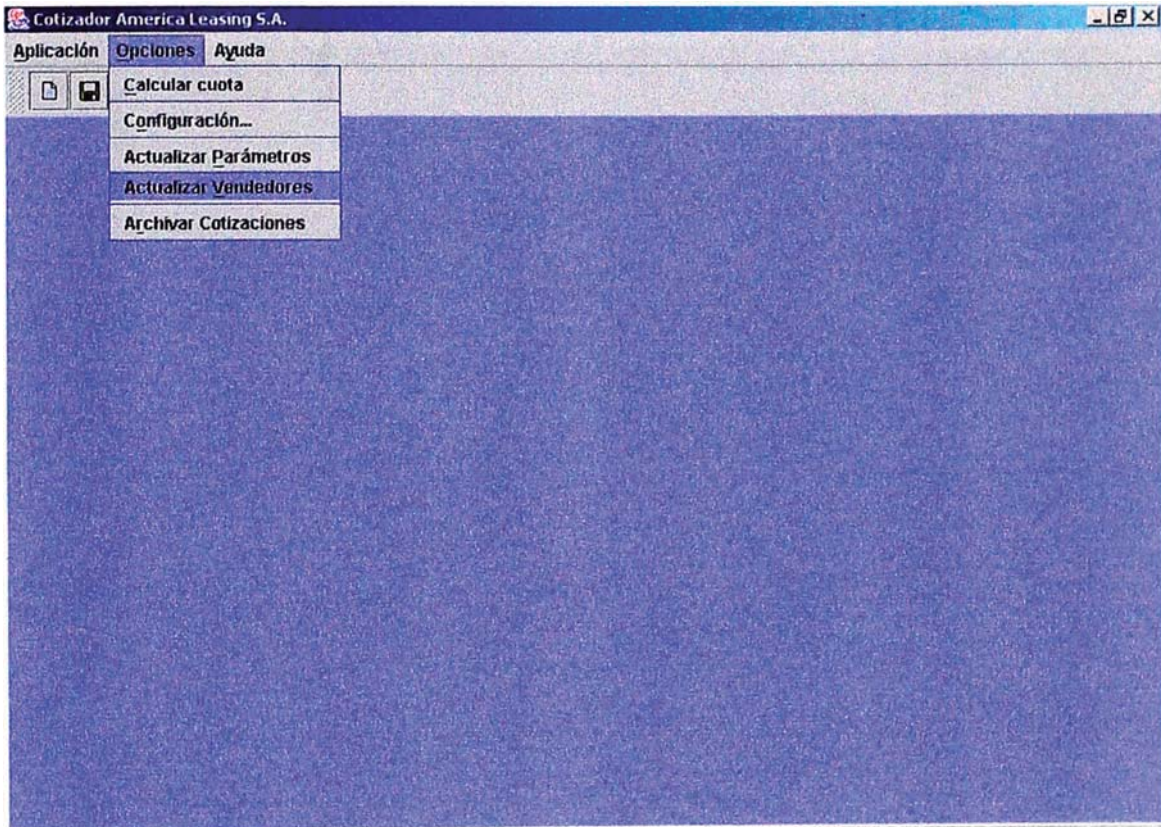 Cotizador America Leasing S.A.
Aplicación Opciones Ayuda
Calcular cuota
Configuración...
Actualizar Parámetros
Actualizar Vendedores
Archivar Cotizaciones